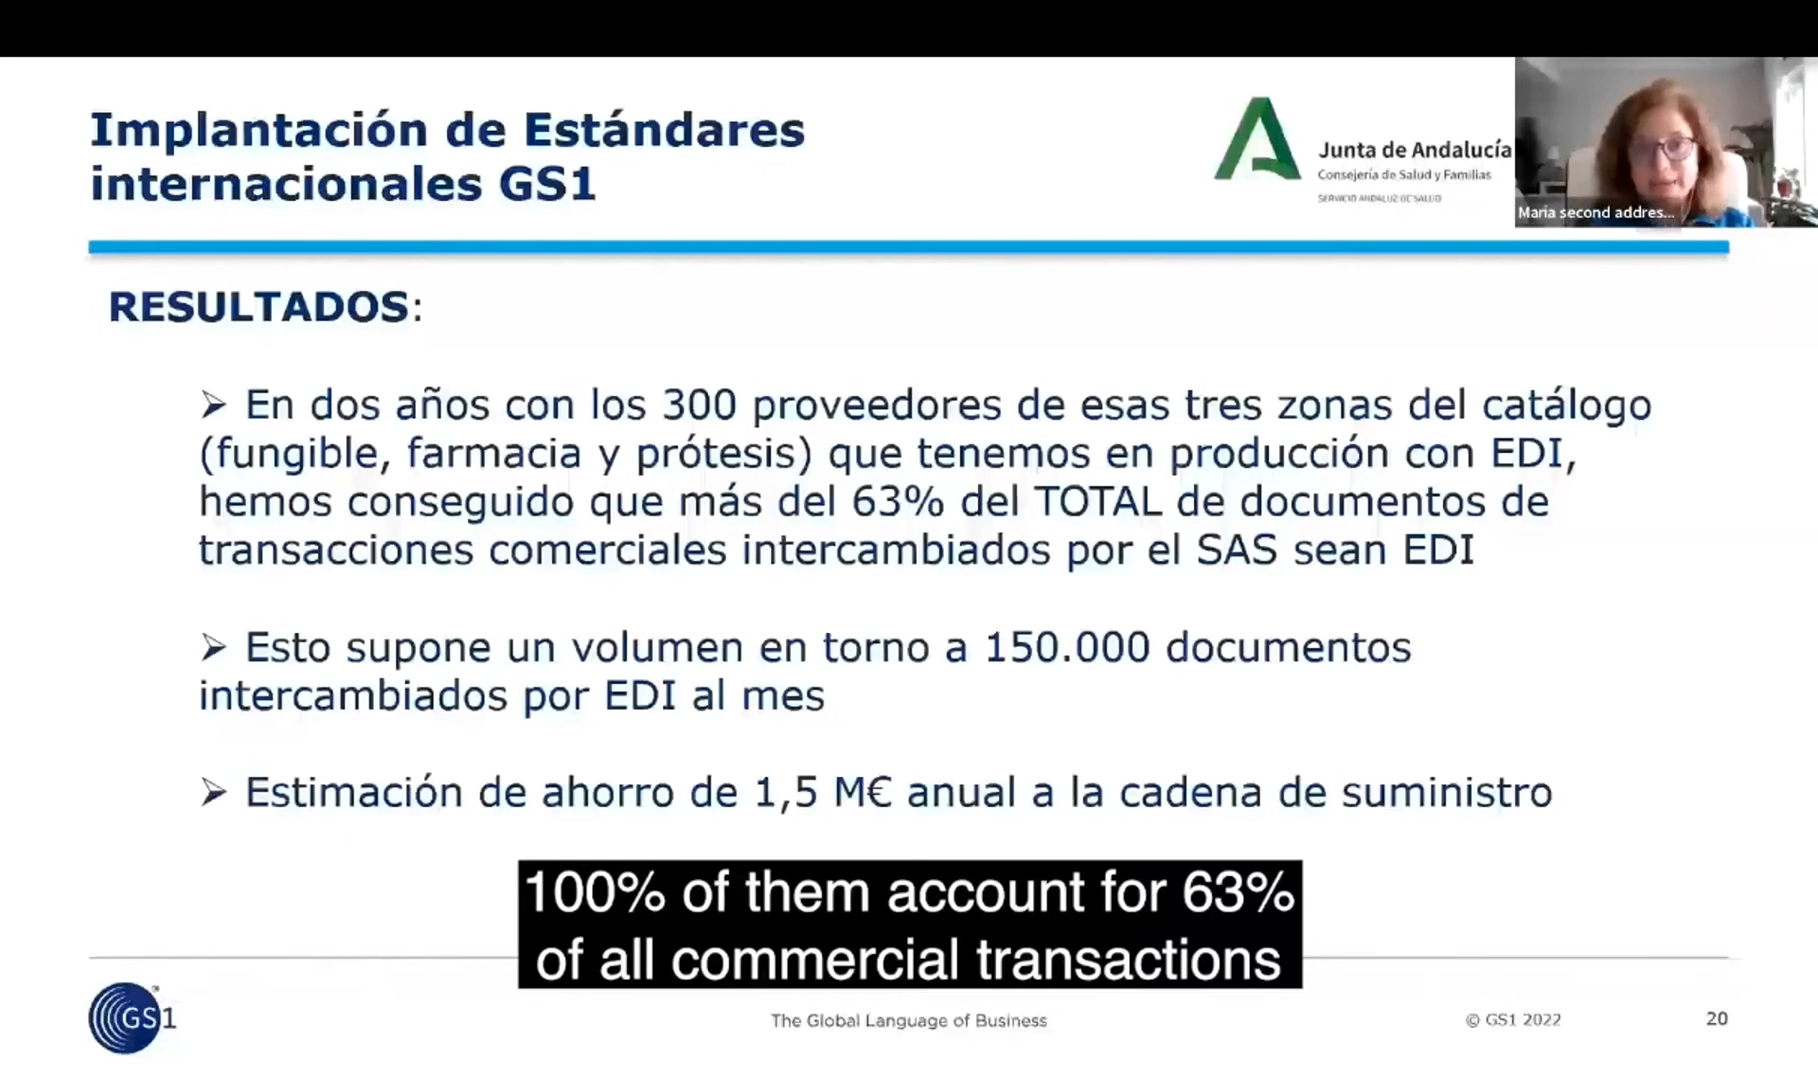 Implantación de Estándares
internacionales GS1
Junta de Andalucía
Consejería de Salud y Familias
SERVICIO ANDALUZ DE SALUD
Maria second addres...
RESULTADOS:
➢ En dos años con los 300 proveedores de esas tres zonas del catálogo
(fungible, farmacia y prótesis) que tenemos en producción con EDI,
hemos conseguido que más del 63% del TOTAL de documentos de
transacciones comerciales intercambiados por el SAS sean EDI
➢ Esto supone un volumen en torno a 150.000 documentos
intercambiados por EDI al mes
➢ Estimación de ahorro de 1,5 M€ anual a la cadena de suministro
100% of them account for 63%
of all commercial transactions
GS1
The Global Language of Business
© GS1 2022
20